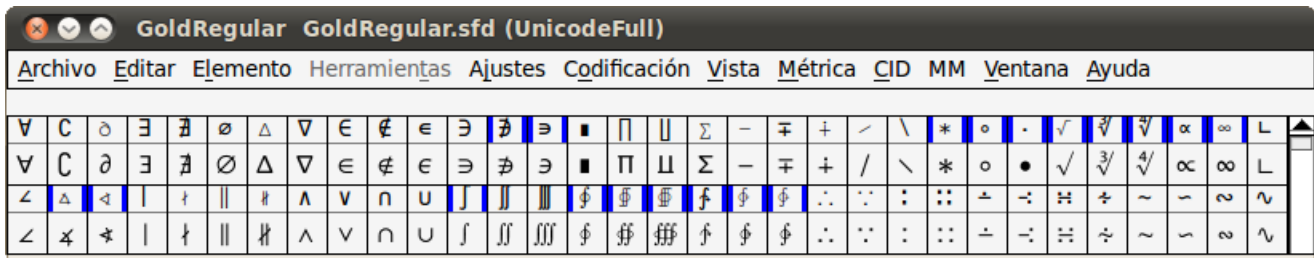 GoldRegular GoldRegular.sfd (UnicodeFull)
Archivo Editar Elemento Herramientas Ajustes Codificación Vista Métrica CID MM Ventana Ayuda
∀ ∁ ∂ ∃ ∄ ∅ ∆ ∇ ∈ ∉ ∊ ∋ ∌ ∍ ∎ ∏ ∐ ∑ − ∓ ∔ ∕ ∖ ∗ ∘ ∙ √ ∛ ∜ ∝ ∞ ∟
∀ ∁ ∂ ∃ ∄ ∅ ∆ ∇ ∈ ∉ ∊ ∋ ∌ ∍ ∎ ∏ ∐ ∑ − ∓ ∔ ∕ ∖ ∗ ∘ ∙ √ ∛ ∜ ∝ ∞ ∟
∠ ∡ ∢ ∣ ∤ ∥ ∦ ∧ ∨ ∩ ∪ ∫ ∬ ∭ ∮ ∯ ∰ ∱ ∲ ∳ ∴ ∵ ∶ ∷ ∸ ∹ ∺ ∻ ∼ ∽ ∾ ∿
∠ ∡ ∢ ∣ ∤ ∥ ∦ ∧ ∨ ∩ ∪ ∫ ∬ ∭ ∮ ∯ ∰ ∱ ∲ ∳ ∴ ∵ ∶ ∷ ∸ ∹ ∺ ∻ ∼ ∽ ∾ ∿